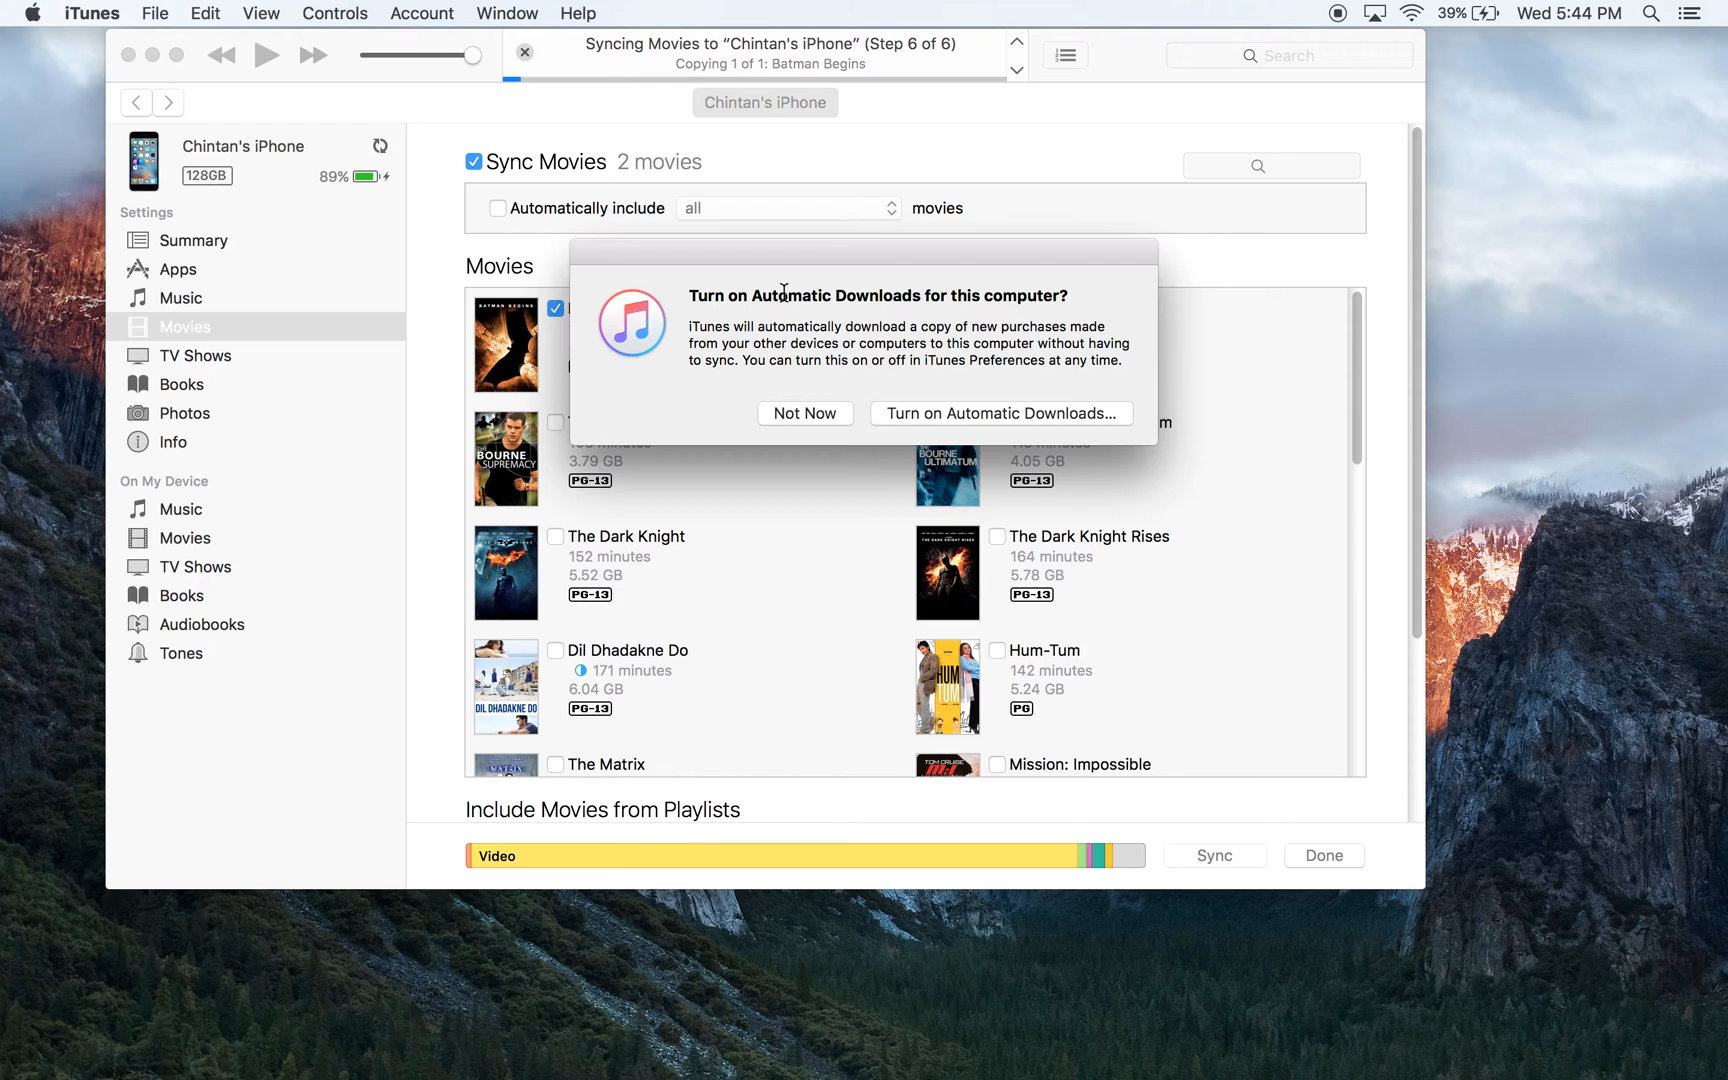 iTunes File Edit View Controls Account Window Help
39% Wed 5:44 PM
Syncing Movies to “Chintan's iPhone” (Step 6 of 6)
Copying 1 of 1: Batman Begins
Search
Chintan's iPhone
Chintan's iPhone
128GB 89%
Settings
Summary
Apps
Music
Movies
TV Shows
Books
Photos
Info
On My Device
Music
Movies
TV Shows
Books
Audiobooks
Tones
Sync Movies 2 movies
Automatically include all movies
Movies
BATMAN BEGINS
Turn on Automatic Downloads for this computer?
iTunes will automatically download a copy of new purchases made
from your other devices or computers to this computer without having
to sync. You can turn this on or off in iTunes Preferences at any time.
Not Now Turn on Automatic Downloads...
m
BOURNE
SUPREMACY
3.79 GB
PG-13
BOURNE
ULTIMATUM
4.05 GB
PG-13
The Dark Knight
152 minutes
5.52 GB
PG-13
The Dark Knight Rises
164 minutes
5.78 GB
PG-13
DIL DHADAKNE DO
Dil Dhadakne Do
171 minutes
6.04 GB
PG-13
HUM
TUM
Hum-Tum
142 minutes
5.24 GB
PG
MATRIX
The Matrix
TOM CRUISE
M:I
Mission: Impossible
Include Movies from Playlists
Video
Sync Done